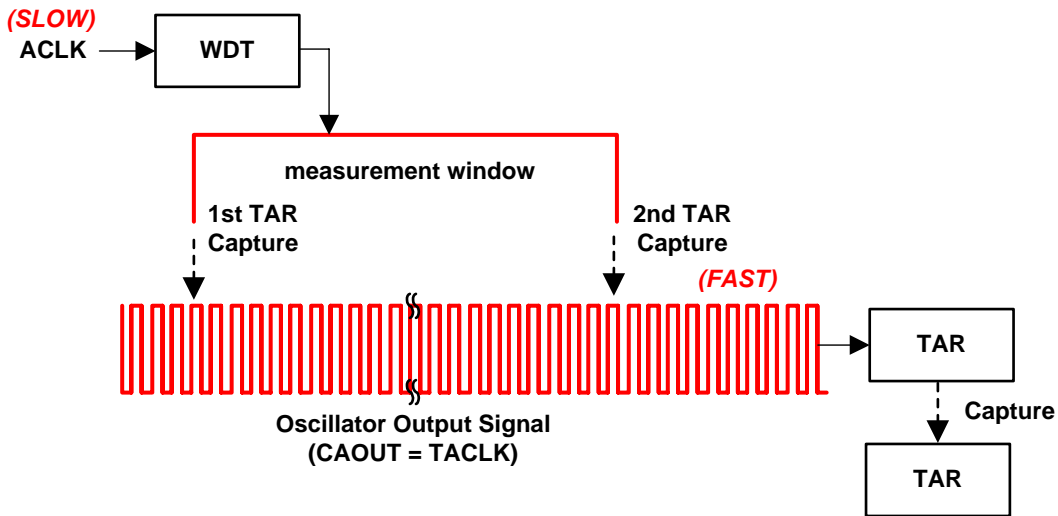 (SLOW)
ACLK
WDT
measurement window
1st TAR
Capture
2nd TAR
Capture
(FAST)
TAR
Capture
Oscillator Output Signal
(CAOUT = TACLK)
TAR